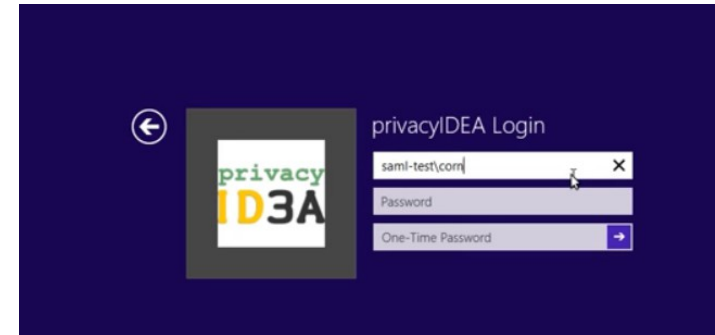 privacyIDEA Login
saml-test\corn
privacy
ID3A
Password
One-Time Password